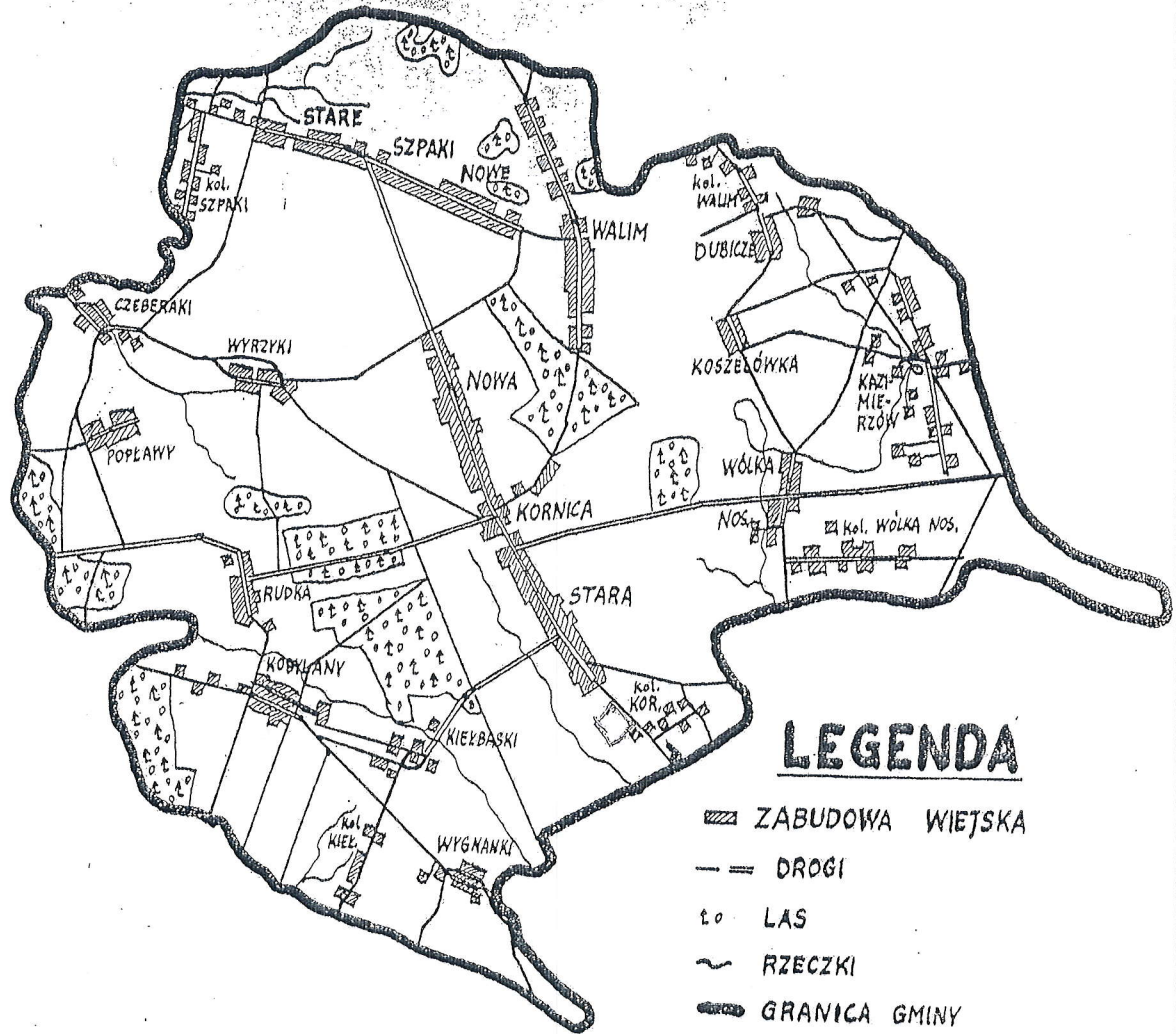 STARE
SZPAKI
NOWE
kol.
SZPAKI
WALIM
kol.
WALIM
DUBICZE
CZEBERAKI
WYRZYKI
NOWA
KOSZELÓWKA
KAZI-
MIE-
RZÓW
POPŁAWY
WÓLKA
NOS.
KORNICA
kol. WÓLKA NOS.
RUDKA
STARA
KOBYLANY
kol.
KOR.
KIEŁBASKI
kol.
KIEŁ.
WYGNANKI
LEGENDA
ZABUDOWA WIEJSKA
DROGI
LAS
RZECZKI
GRANICA GMINY